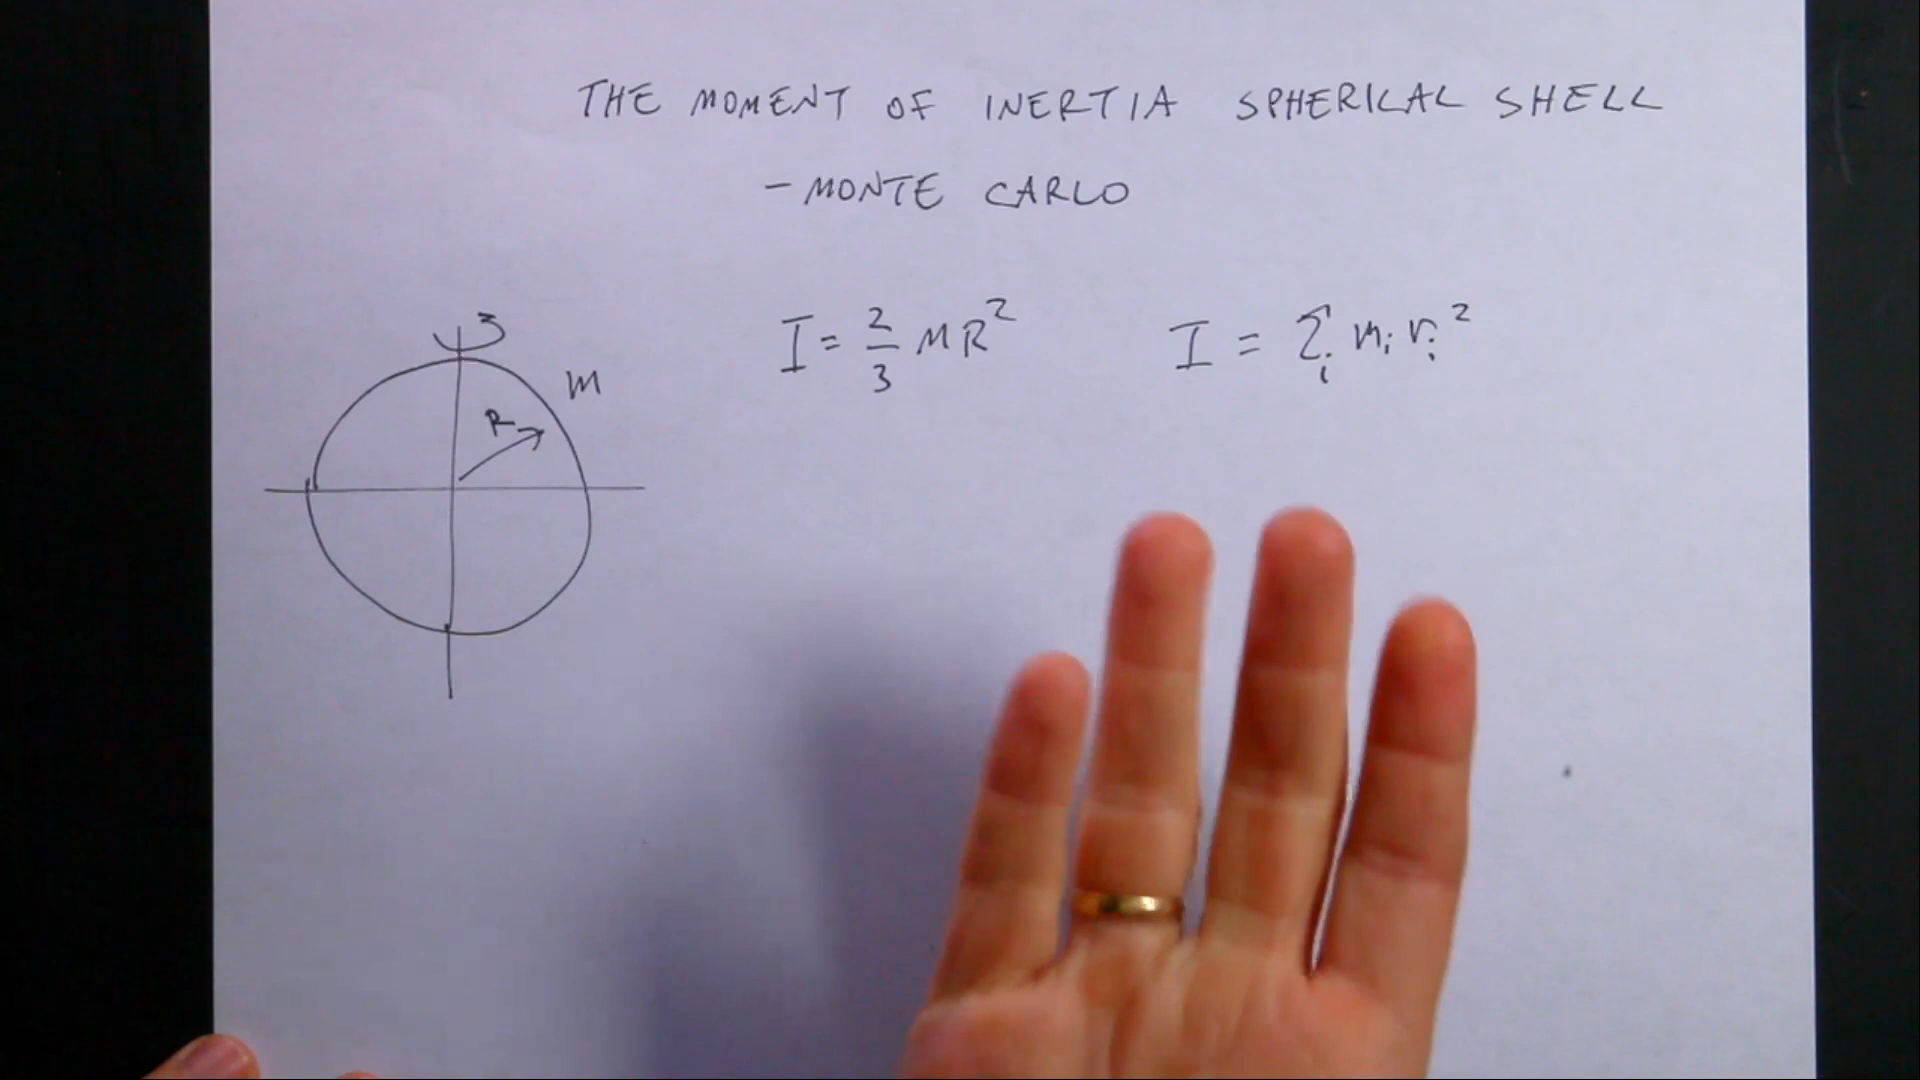 THE MOMENT OF INERTIA SPHERICAL SHELL
- MONTE CARLO
I = 2/3 MR² I = Σᵢ mᵢ rᵢ²
M
R